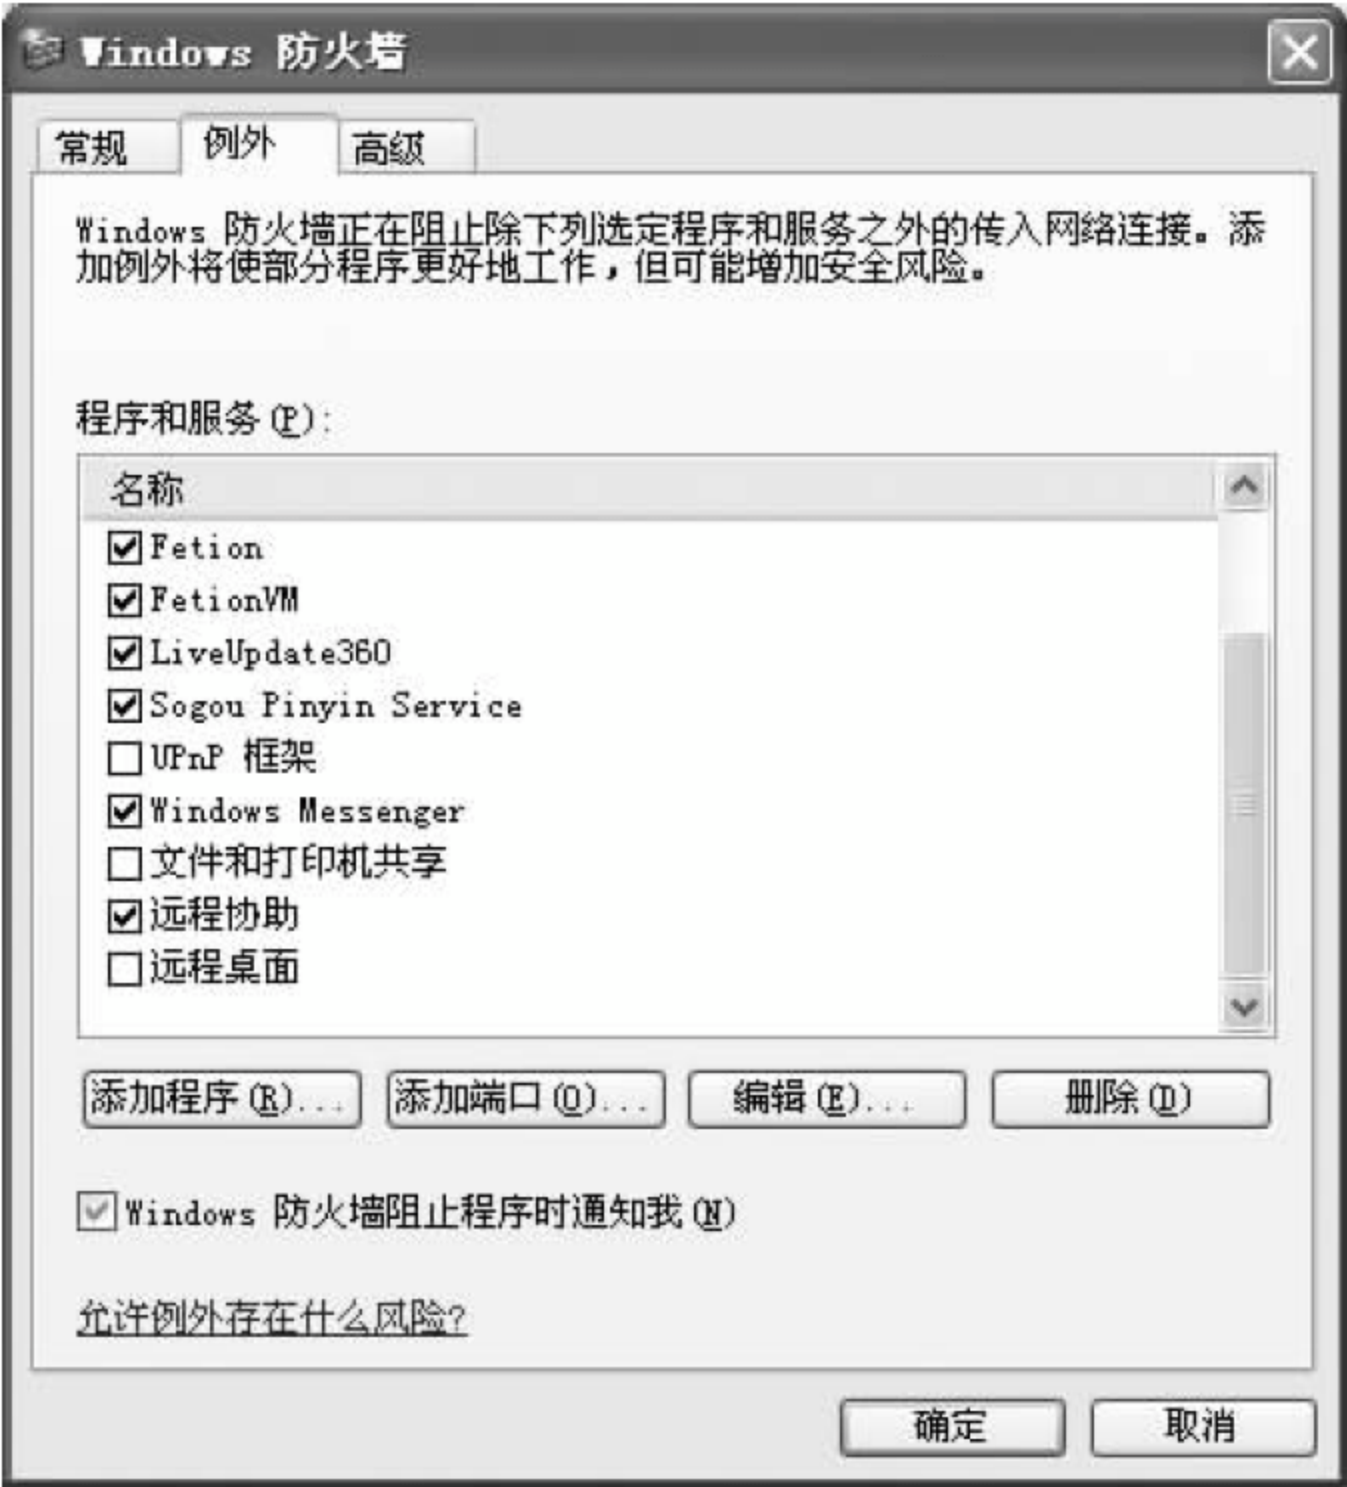 Windows 防火墙
常规 例外 高级
Windows 防火墙正在阻止除下列选定程序和服务之外的传入网络连接。添
加例外将使部分程序更好地工作，但可能增加安全风险。
程序和服务(P):
名称
Fetion
FetionVM
LiveUpdate360
Sogou Pinyin Service
UPnP 框架
Windows Messenger
文件和打印机共享
远程协助
远程桌面
添加程序(R)... 添加端口(O)... 编辑(E)... 删除(D)
Windows 防火墙阻止程序时通知我(N)
允许例外存在什么风险?
确定 取消